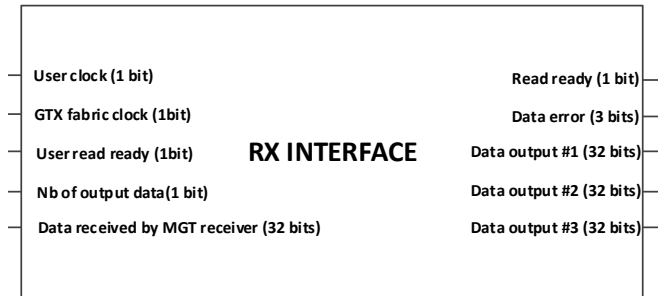 User clock (1 bit)
Read ready (1 bit)
GTX fabric clock (1bit)
Data error (3 bits)
User read ready (1bit)
RX INTERFACE
Data output #1 (32 bits)
Nb of output data(1 bit)
Data output #2 (32 bits)
Data received by MGT receiver (32 bits)
Data output #3 (32 bits)